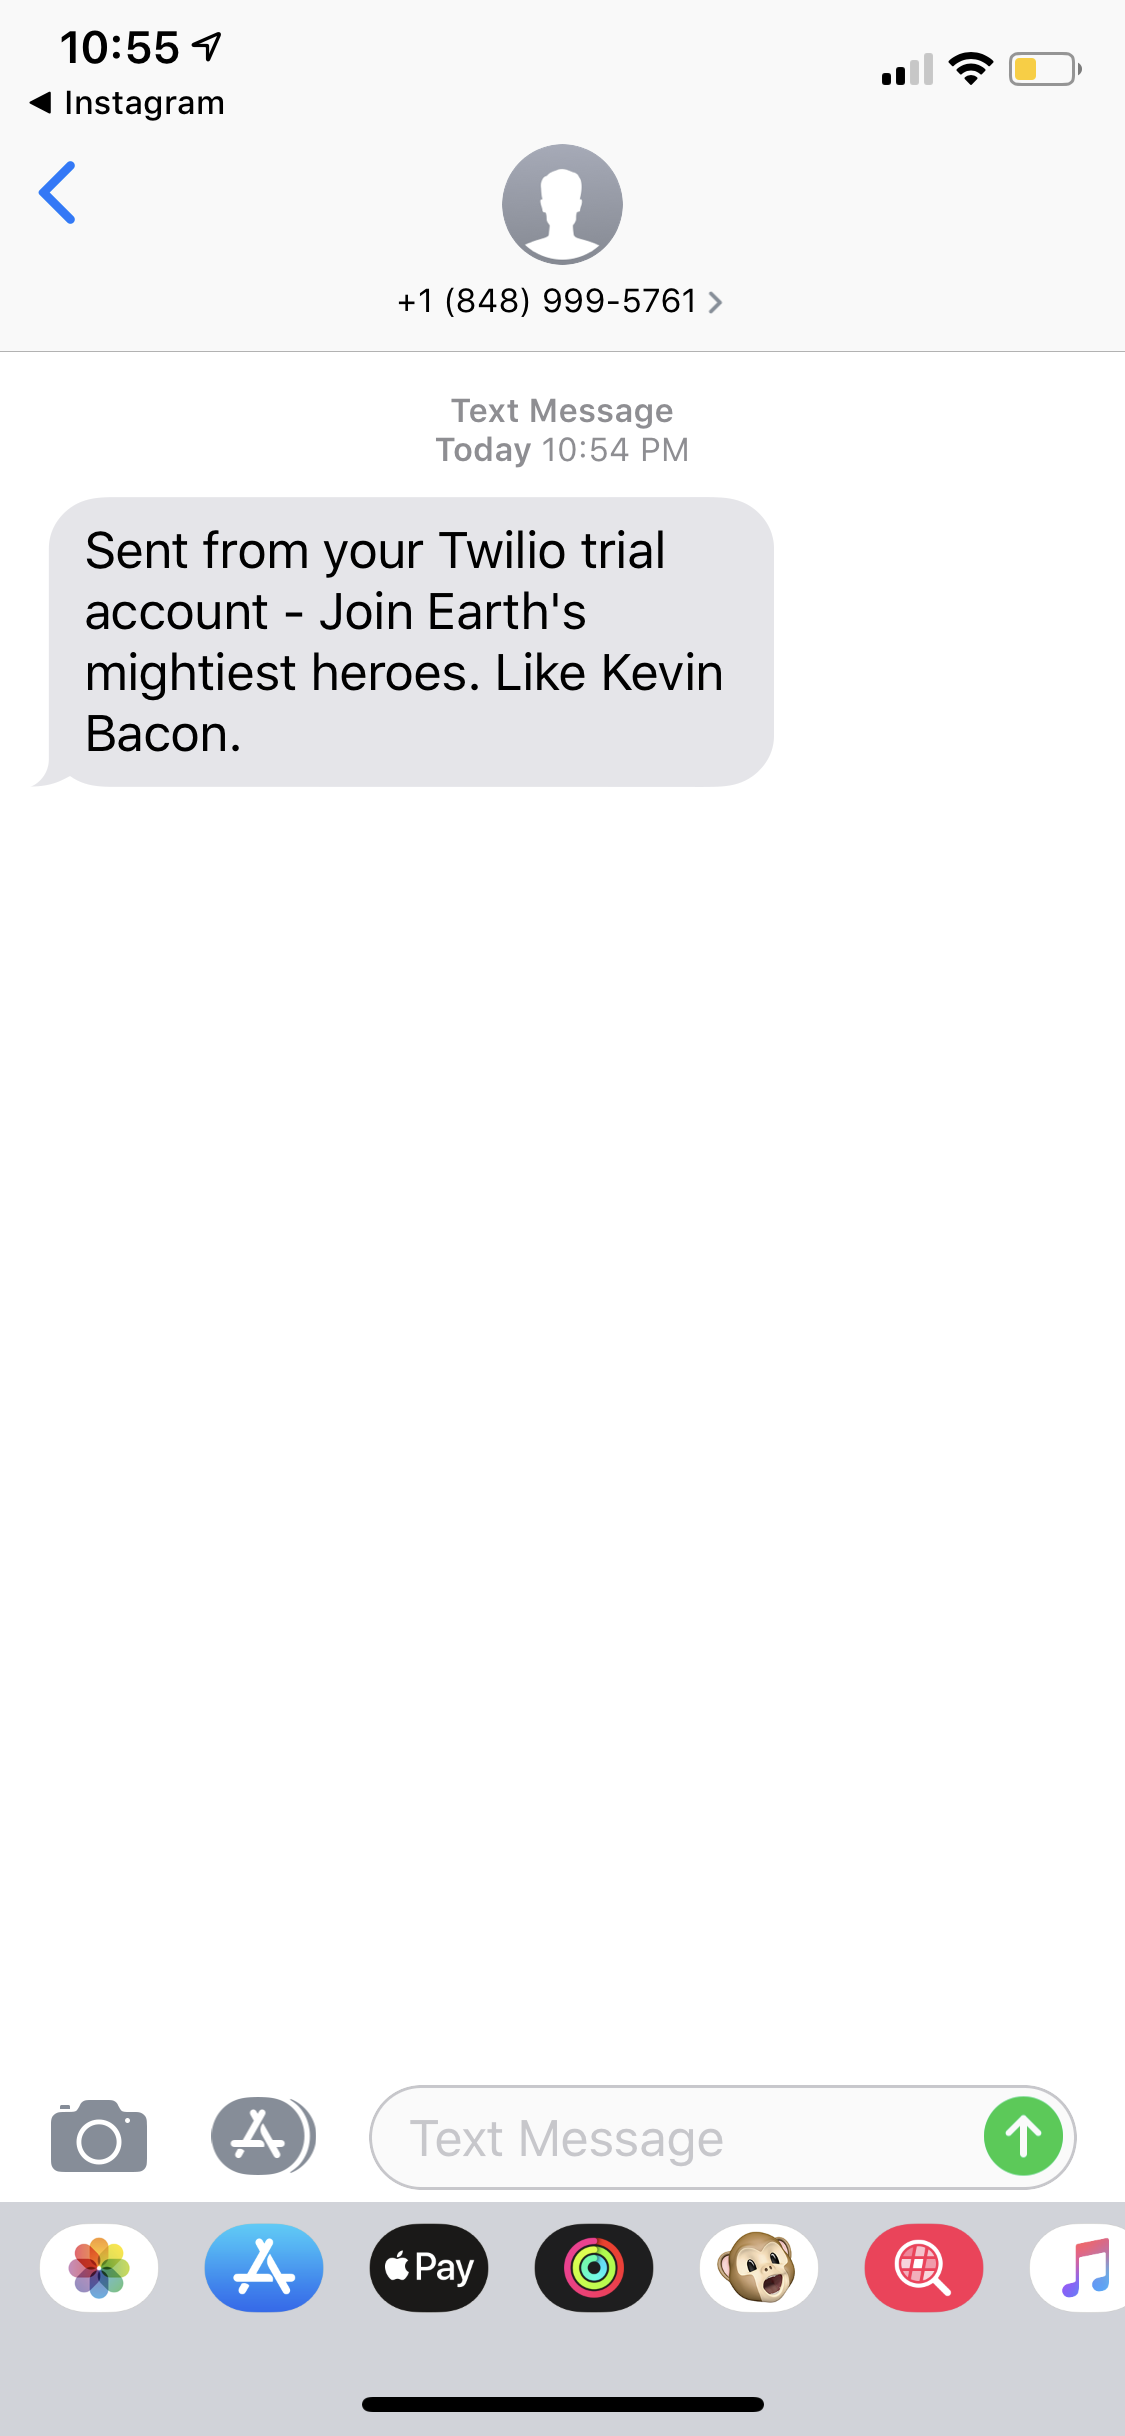 10:55
Instagram
+1 (848) 999-5761
Text Message
Today 10:54 PM
Sent from your Twilio trial
account - Join Earth's
mightiest heroes. Like Kevin
Bacon.
Text Message
Pay